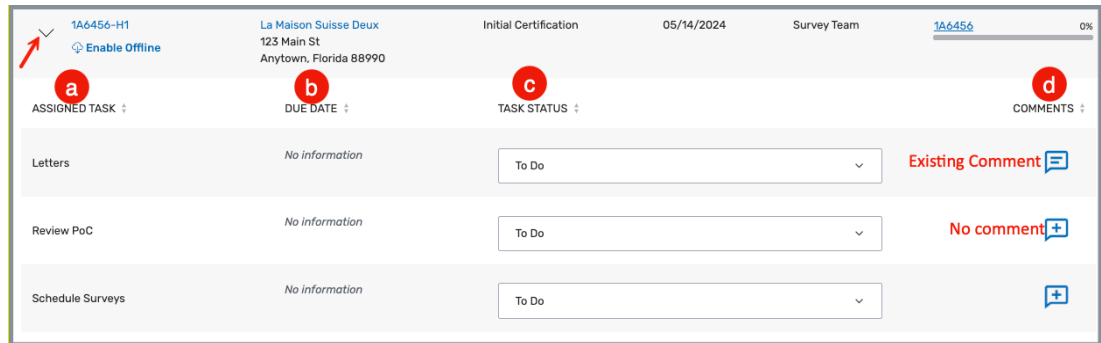 1A6456-H1 La Maison Suisse Deux Initial Certification 05/14/2024 Survey Team 1A6456 0%
Enable Offline 123 Main St
Anytown, Florida 88990
a b c d
ASSIGNED TASK DUE DATE TASK STATUS COMMENTS
Letters No information To Do Existing Comment
Review PoC No information To Do No comment
Schedule Surveys No information To Do